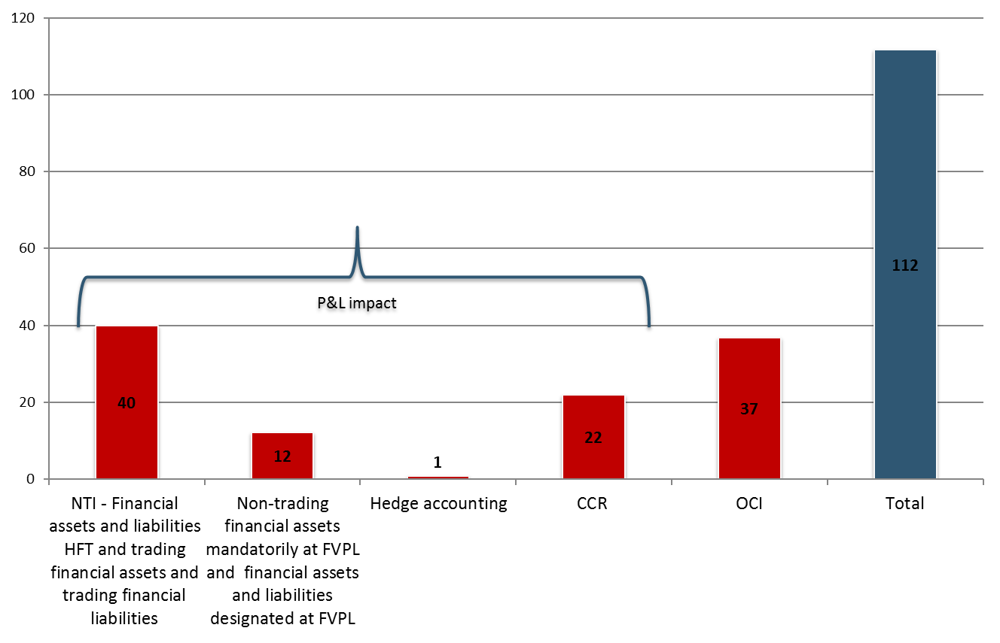 120
100
80
60
40
20
0
P&L impact
40
12
1
22
37
112
NTI - Financial
assets and liabilities
HFT and trading
financial assets and
trading financial
liabilities
Non-trading
financial assets
mandatorily at FVPL
and  financial assets
and liabilities
designated at FVPL
Hedge accounting
CCR
OCI
Total